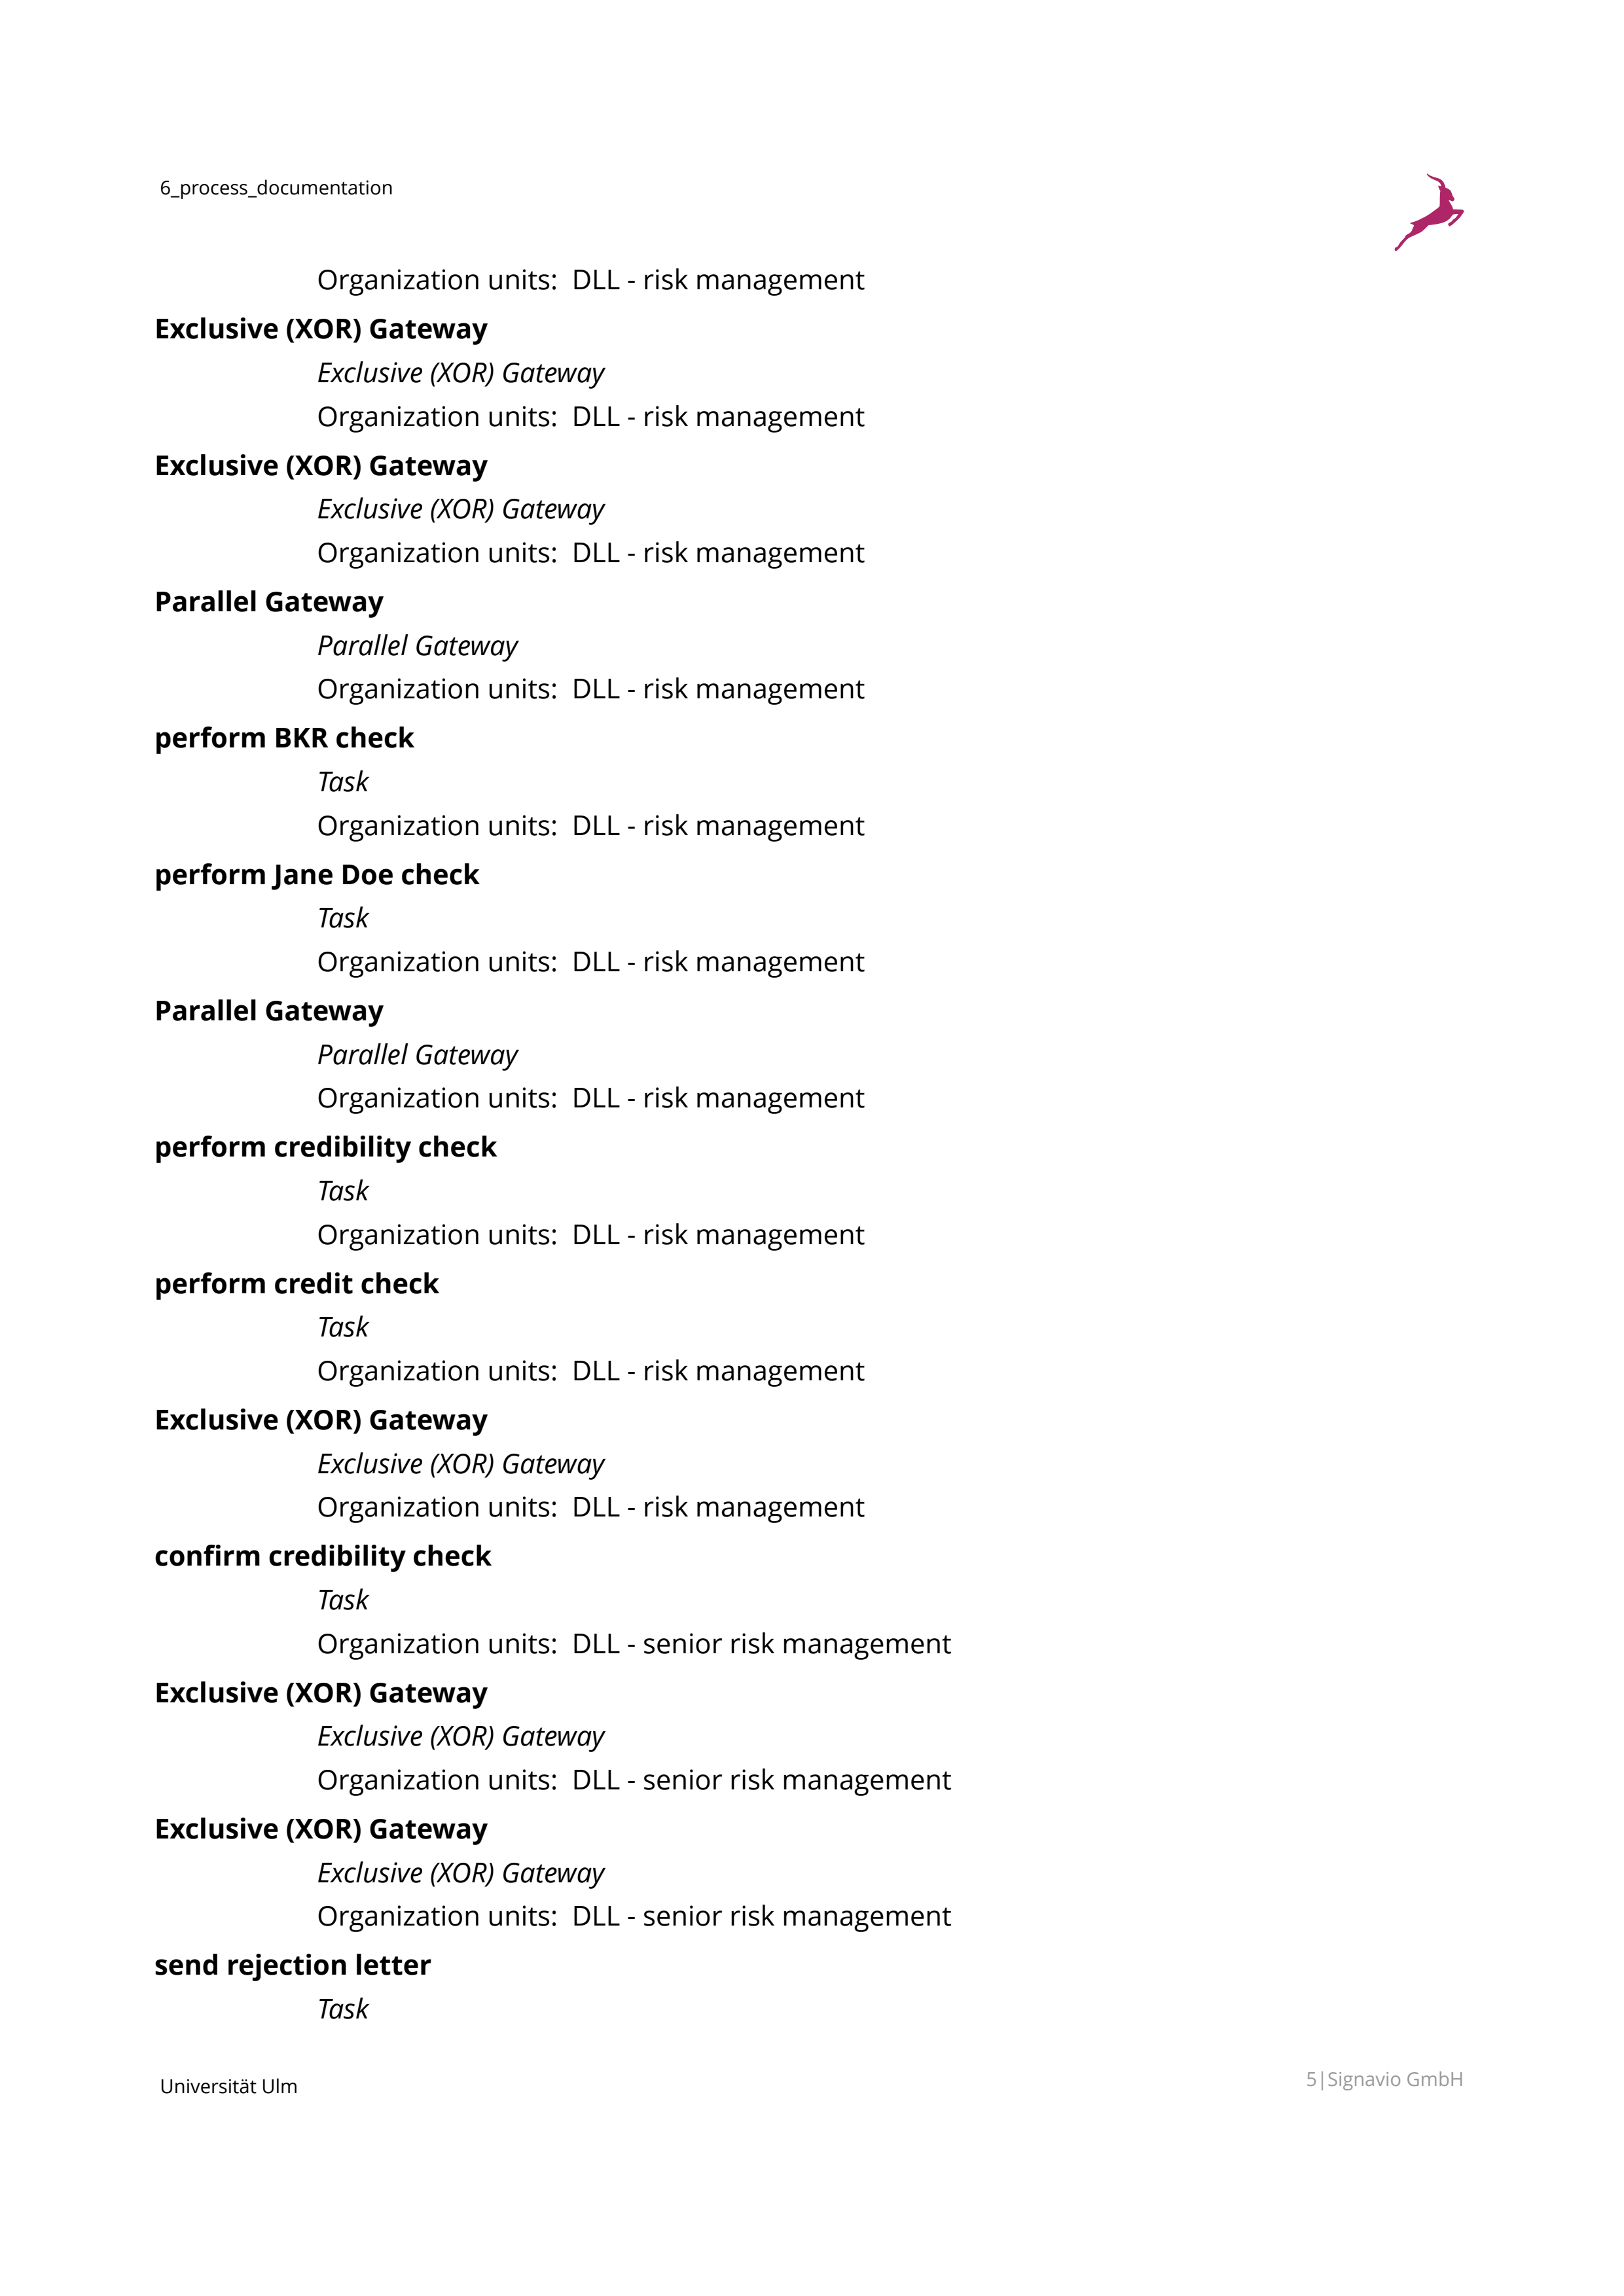 6_process_documentation
Organization units:  DLL - risk management
Exclusive (XOR) Gateway
Exclusive (XOR) Gateway
Organization units:  DLL - risk management
Exclusive (XOR) Gateway
Exclusive (XOR) Gateway
Organization units:  DLL - risk management
Parallel Gateway
Parallel Gateway
Organization units:  DLL - risk management
perform BKR check
Task
Organization units:  DLL - risk management
perform Jane Doe check
Task
Organization units:  DLL - risk management
Parallel Gateway
Parallel Gateway
Organization units:  DLL - risk management
perform credibility check
Task
Organization units:  DLL - risk management
perform credit check
Task
Organization units:  DLL - risk management
Exclusive (XOR) Gateway
Exclusive (XOR) Gateway
Organization units:  DLL - risk management
confirm credibility check
Task
Organization units:  DLL - senior risk management
Exclusive (XOR) Gateway
Exclusive (XOR) Gateway
Organization units:  DLL - senior risk management
Exclusive (XOR) Gateway
Exclusive (XOR) Gateway
Organization units:  DLL - senior risk management
send rejection letter
Task
Universität Ulm
5|Signavio GmbH